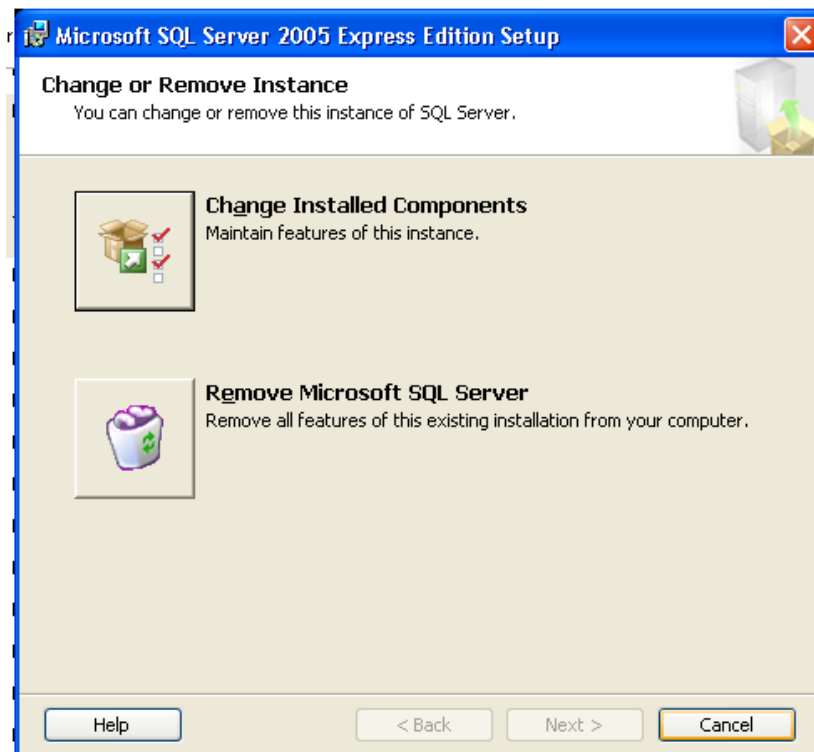 Microsoft SQL Server 2005 Express Edition Setup
Change or Remove Instance
You can change or remove this instance of SQL Server.
Change Installed Components
Maintain features of this instance.
Remove Microsoft SQL Server
Remove all features of this existing installation from your computer.
Help
< Back
Next >
Cancel